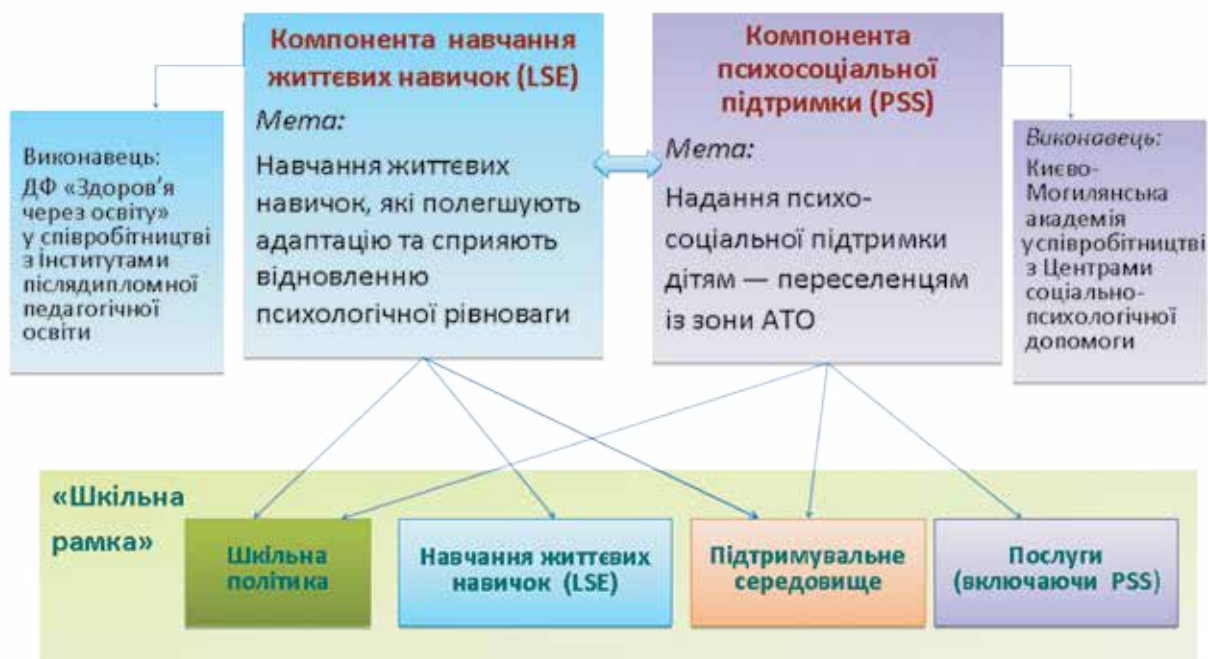 Компонента навчання
життєвих навичок (LSE)
Мета:
Навчання життєвих
навичок, які полегшують
адаптацію та сприяють
відновленню
психологічної рівноваги
Компонента
психосоціальної
підтримки (PSS)
Мета:
Надання психо-
соціальної підтримки
дітям — переселенцям
із зони АТО
Виконавець:
ДФ «Здоров’я
через освіту»
у співробітництві
з Інститутами
післядипломної
педагогічної
освіти
Виконавець:
Києво-
Могилянська
академія
у співробітництві
з Центрами
соціально-
психологічної
допомоги
«Шкільна
рамка»
Шкільна
політика
Навчання життєвих
навичок (LSE)
Підтримувальне
середовище
Послуги
(включаючи PSS)